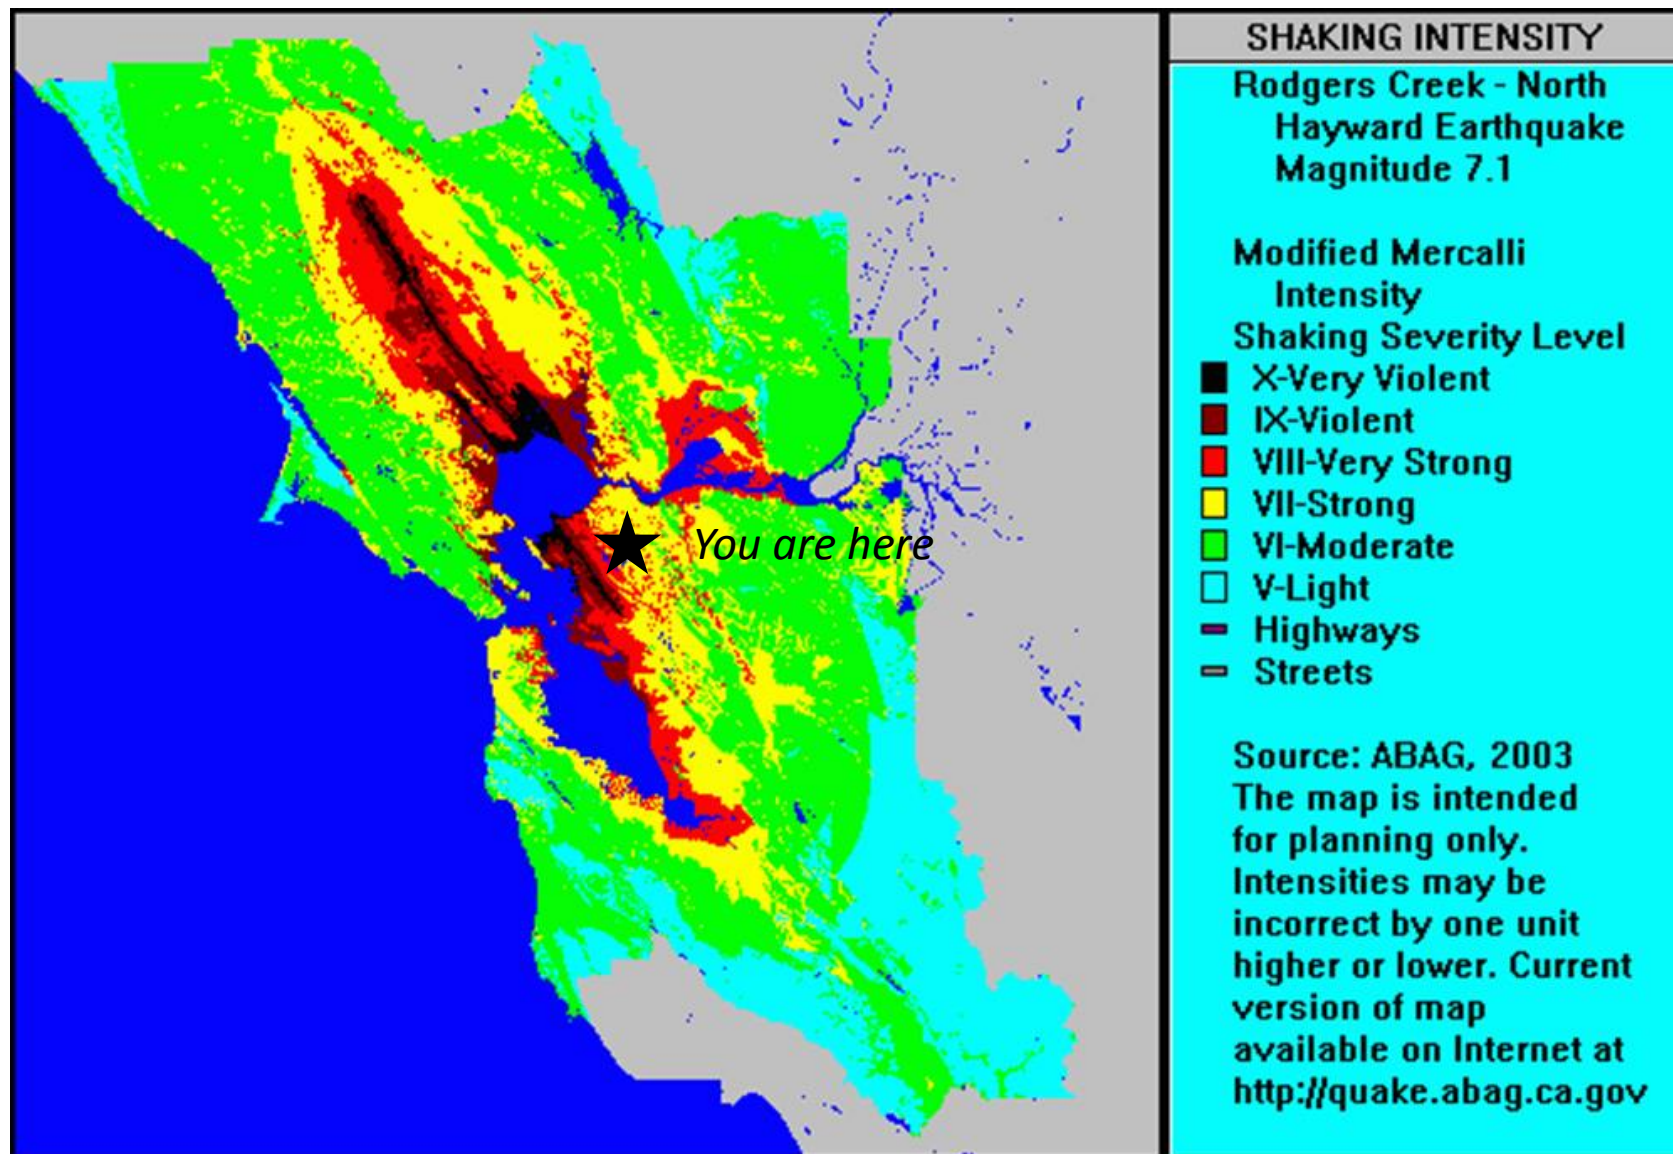 SHAKING INTENSITY
Rodgers Creek - North
Hayward Earthquake
Magnitude 7.1
Modified Mercalli
Intensity
Shaking Severity Level
X-Very Violent
IX-Violent
VIII-Very Strong
VII-Strong
VI-Moderate
V-Light
Highways
Streets
Source: ABAG, 2003
The map is intended
for planning only.
Intensities may be
incorrect by one unit
higher or lower. Current
version of map
available on Internet at
http://quake.abag.ca.gov
You are here